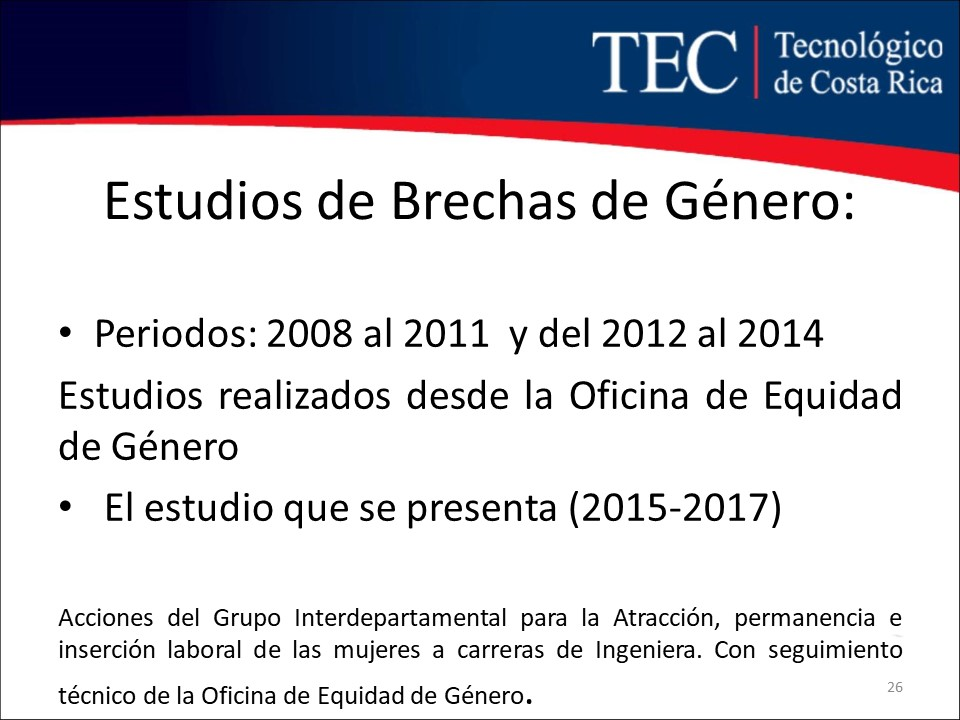 TEC | Tecnológico
de Costa Rica
Estudios de Brechas de Género:
• Periodos: 2008 al 2011 y del 2012 al 2014
Estudios realizados desde la Oficina de Equidad
de Género
• El estudio que se presenta (2015-2017)
Acciones del Grupo Interdepartamental para la Atracción, permanencia e
inserción laboral de las mujeres a carreras de Ingeniera. Con seguimiento
técnico de la Oficina de Equidad de Género.
26